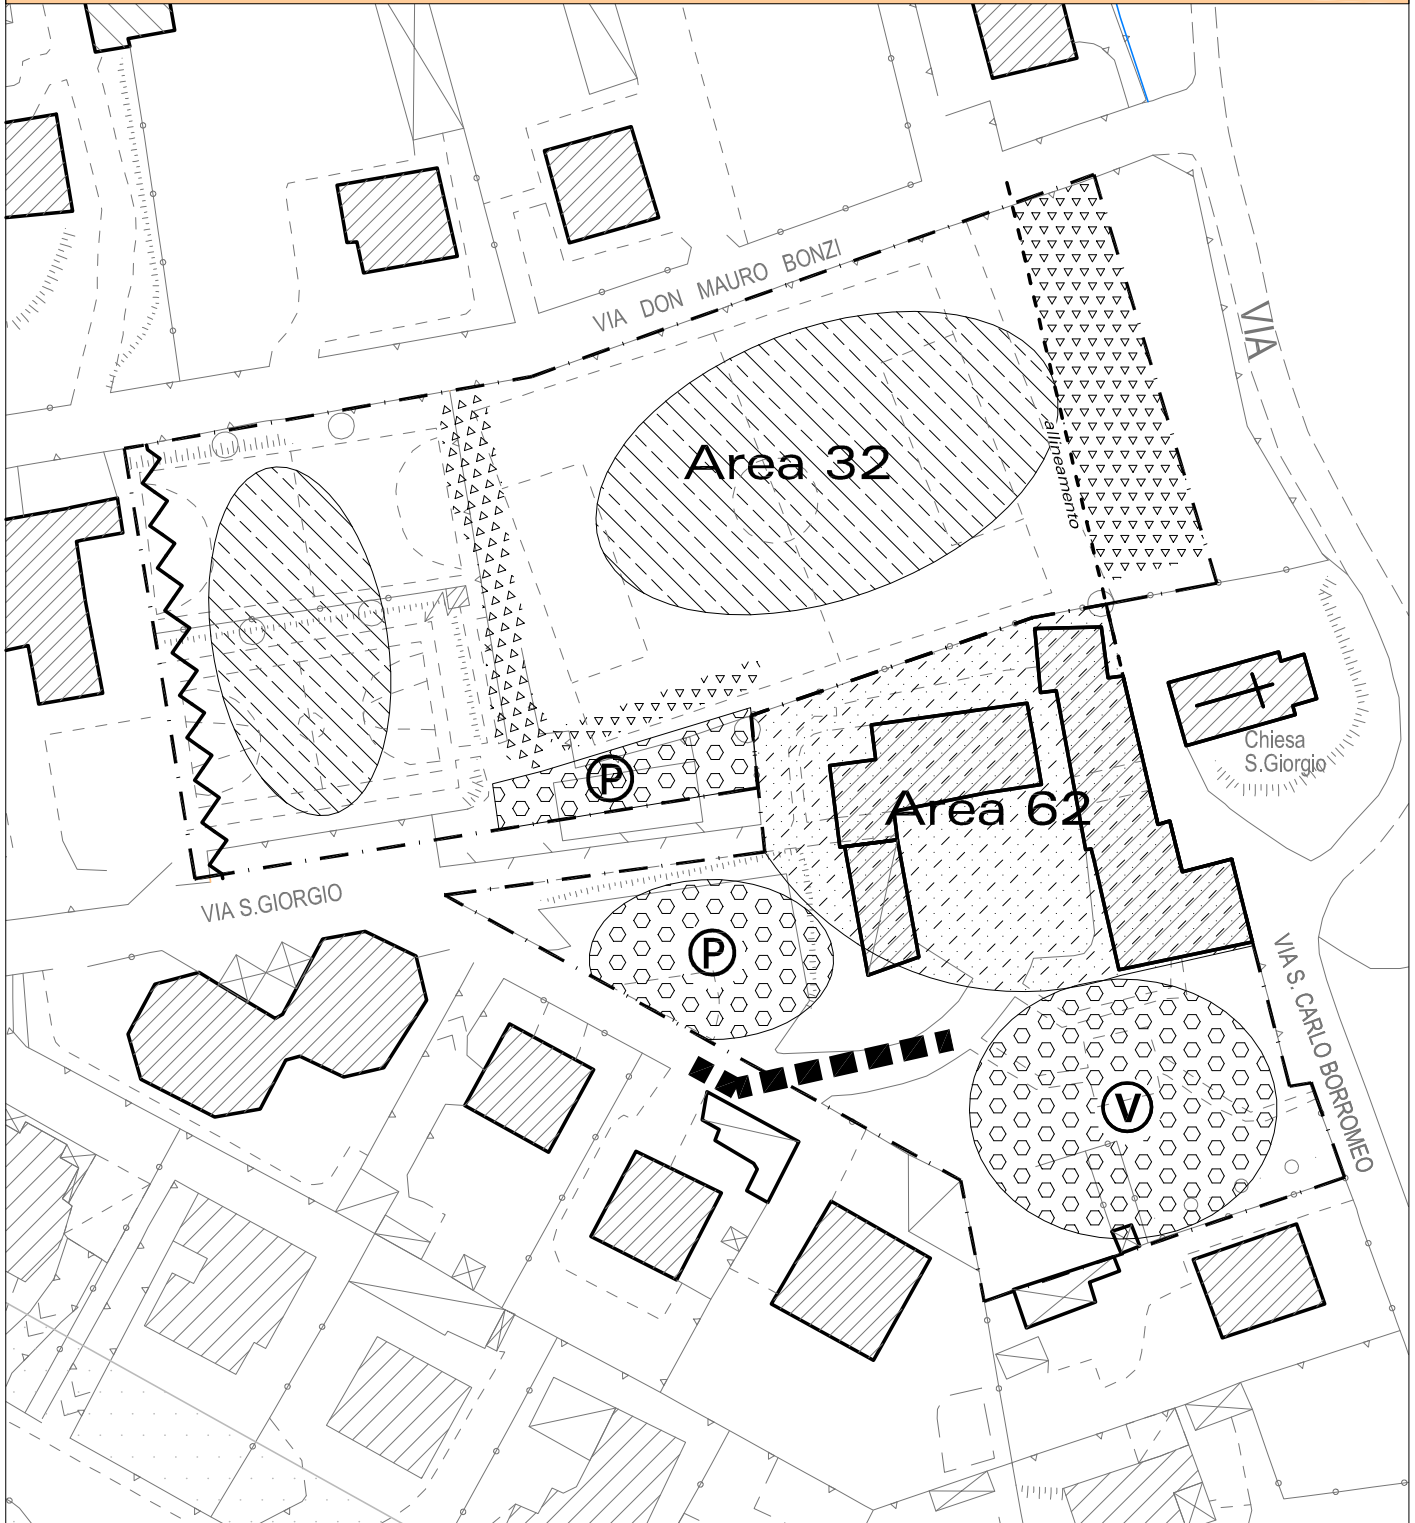 VIA DON MAURO BONZI
VIA
Area 32
allineamento
Chiesa
S.Giorgio
P
Area 62
VIA S.GIORGIO
P
VIA S. CARLO BORROMEO
V